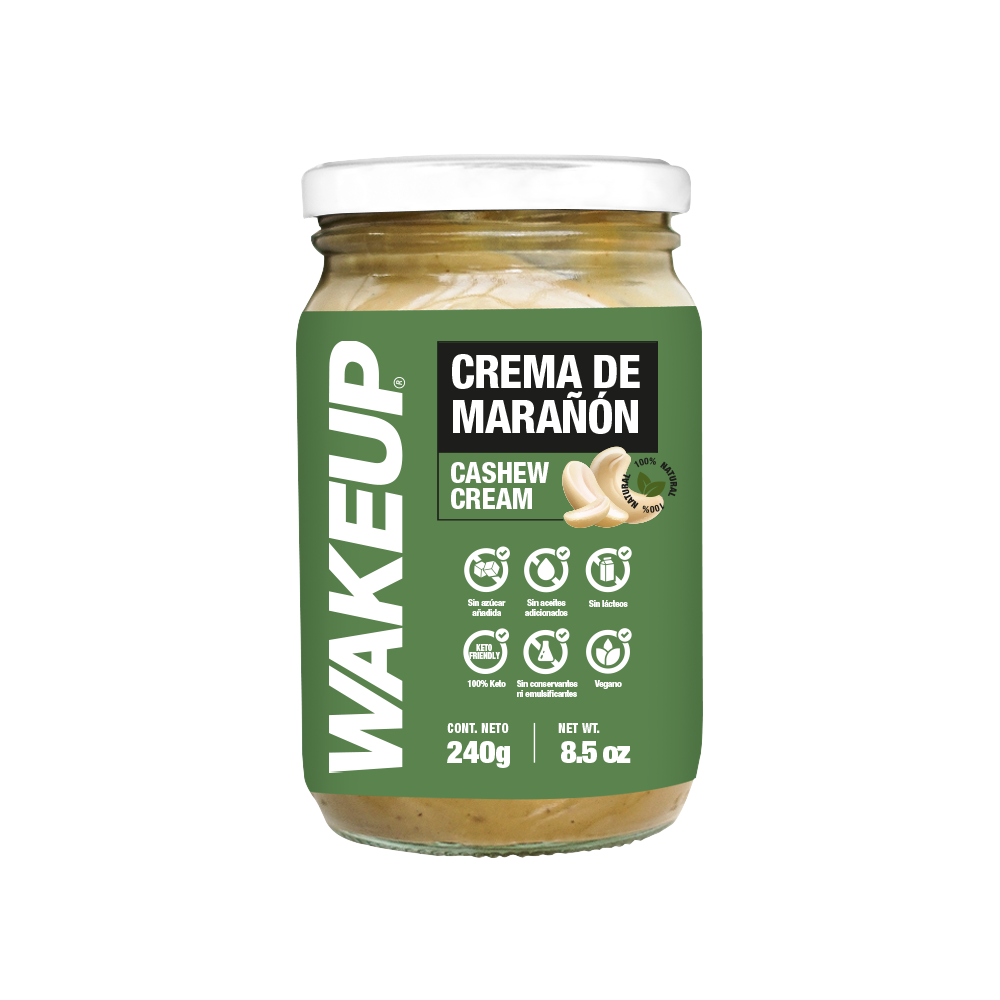 WAKEUP®
CREMA DE
MARAÑÓN
CASHEW
CREAM
100% NATURAL
100% NATURAL
Sin azúcar
añadida
Sin aceites
adicionados
Sin lácteos
KETO
FRIENDLY
100% Keto
Sin conservantes
ni emulsificantes
Vegano
CONT. NETO
240g
NET WT.
8.5 oz